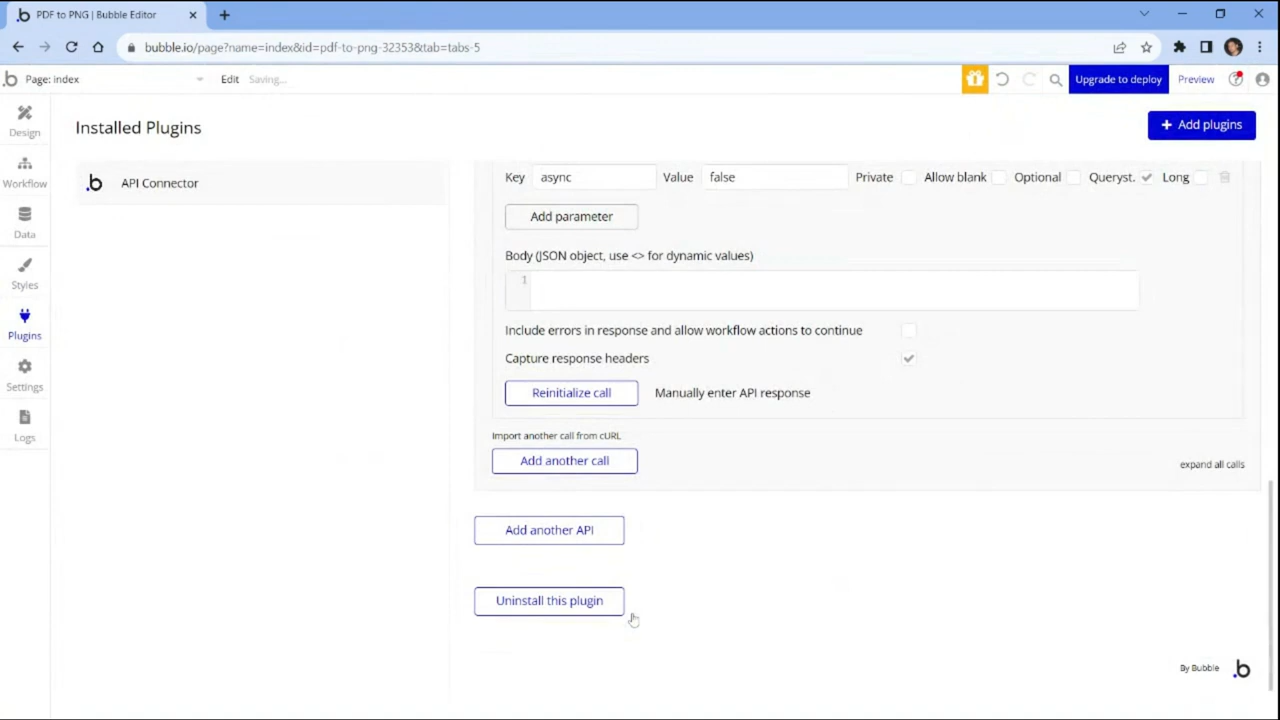 PDF to PNG | Bubble Editor
bubble.io/page?name=index&id=pdf-to-png-32353&tab=tabs-5
Page: index
Edit
Saving...
Upgrade to deploy
Preview
Design
Workflow
Data
Styles
Plugins
Settings
Logs
Installed Plugins
+ Add plugins
API Connector
Key async Value false Private Allow blank Optional Queryst. Long
Add parameter
Body (JSON object, use <> for dynamic values)
1
Include errors in response and allow workflow actions to continue
Capture response headers
Reinitialize call Manually enter API response
Import another call from cURL
Add another call
expand all calls
Add another API
Uninstall this plugin
By Bubble .b